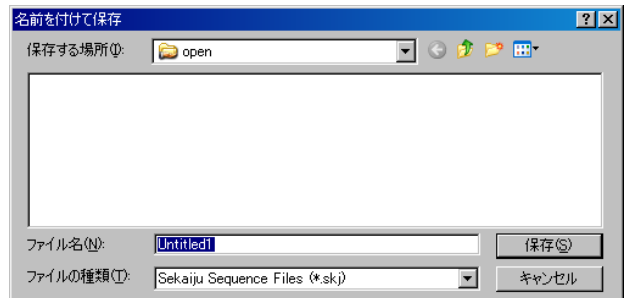 名前を付けて保存
保存する場所(I): open
ファイル名(N): Untitled1 保存(S)
ファイルの種類(T): Sekaiju Sequence Files (*.skj) キャンセル